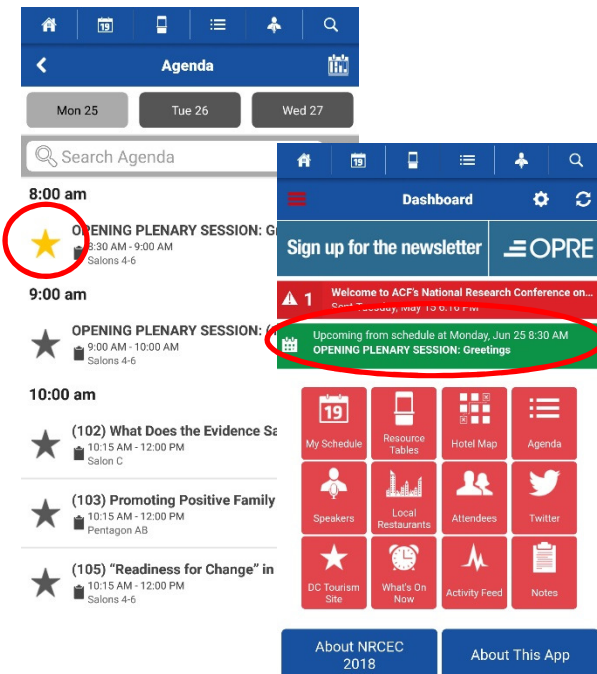 19
Agenda
Mon 25
Tue 26
Wed 27
Search Agenda
8:00 am
OPENING PLENARY SESSION: Gr
8:30 AM - 9:00 AM
Salons 4-6
9:00 am
OPENING PLENARY SESSION: (1
9:00 AM - 10:00 AM
Salons 4-6
10:00 am
(102) What Does the Evidence Sa
10:15 AM - 12:00 PM
Salon C
(103) Promoting Positive Family
10:15 AM - 12:00 PM
Pentagon AB
(105) “Readiness for Change” in
10:15 AM - 12:00 PM
Salons 4-6
19
Dashboard
Sign up for the newsletter
OPRE
1
Welcome to ACF's National Research Conference on...
Sent Tuesday, May 15 6:10 PM
Upcoming from schedule at Monday, Jun 25 8:30 AM
OPENING PLENARY SESSION: Greetings
19
My Schedule
Resource
Tables
Hotel Map
Agenda
Speakers
Local
Restaurants
Attendees
Twitter
DC Tourism
Site
What's On
Now
Activity Feed
Notes
About NRCEC
2018
About This App